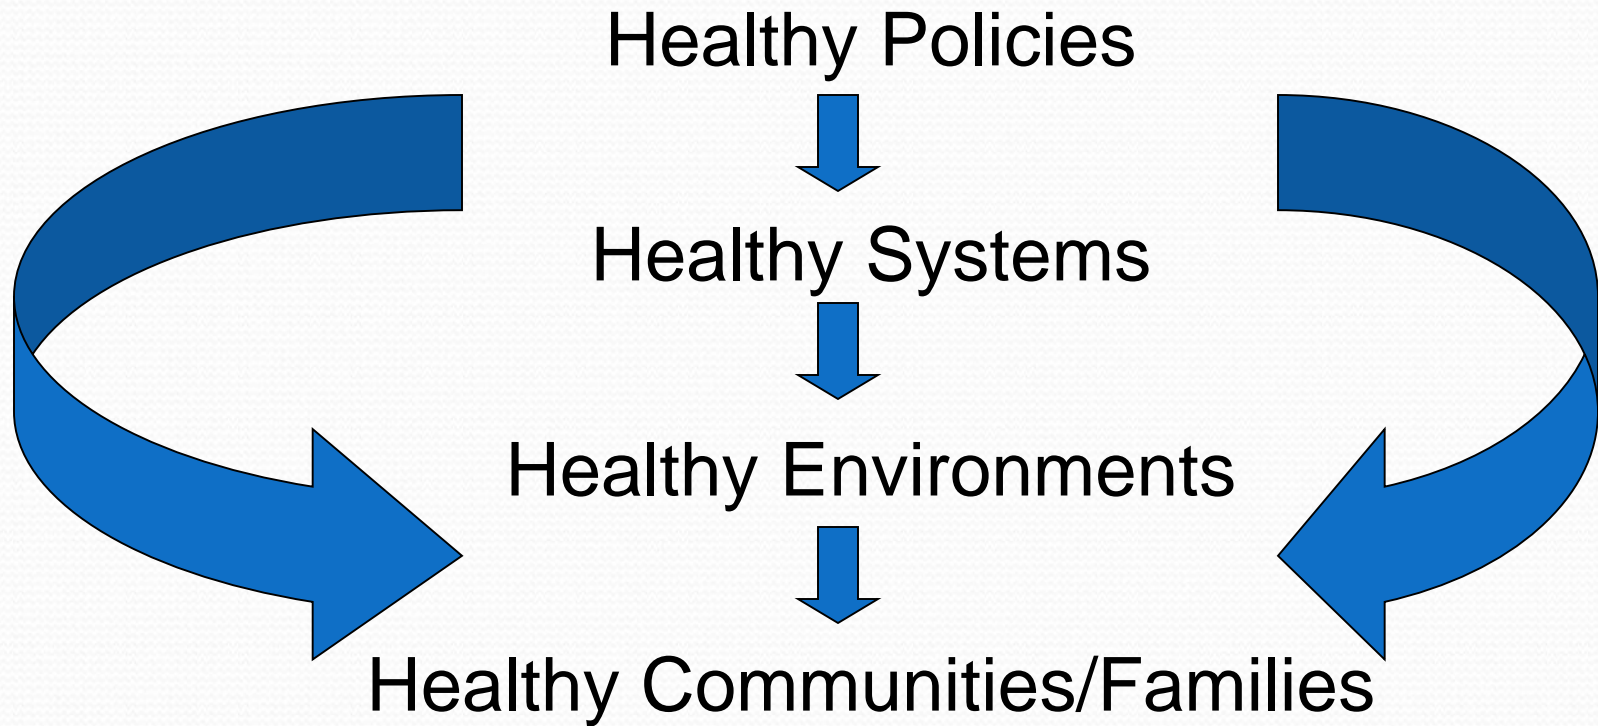 Healthy Policies
Healthy Systems
Healthy Environments
Healthy Communities/Families